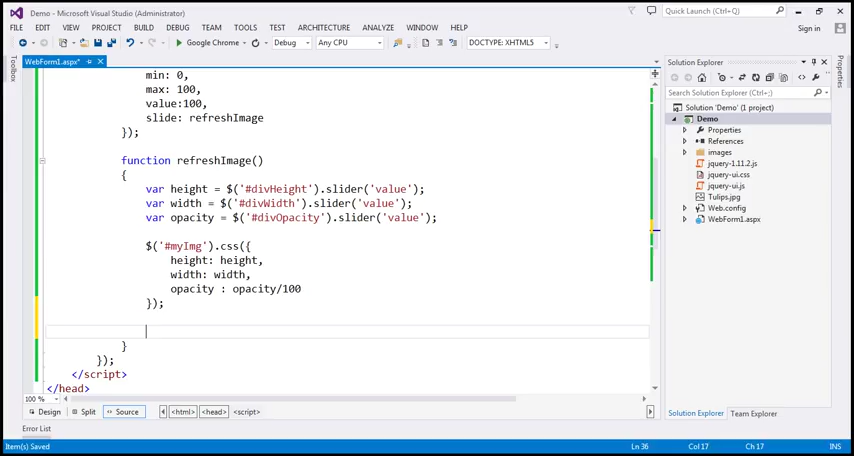 Demo - Microsoft Visual Studio (Administrator)
Quick Launch (Ctrl+Q)
FILE EDIT VIEW PROJECT BUILD DEBUG TEAM TOOLS TEST ARCHITECTURE ANALYZE WINDOW HELP
Sign in
Google Chrome Debug Any CPU DOCTYPE: XHTML5
Toolbox
WebForm1.aspx*
min: 0,
max: 100,
value:100,
slide: refreshImage
});
function refreshImage()
{
var height = $('#divHeight').slider('value');
var width = $('#divWidth').slider('value');
var opacity = $('#divOpacity').slider('value');
$('#myImg').css({
height: height,
width: width,
opacity : opacity/100
});
}
});
</script>
</head>
100 %
Design Split Source <html> <head> <script>
Error List
Solution Explorer
Search Solution Explorer (Ctrl+;)
Solution 'Demo' (1 project)
Demo
Properties
References
images
jquery-1.11.2.js
jquery-ui.css
jquery-ui.js
Tulips.jpg
Web.config
WebForm1.aspx
Solution Explorer Team Explorer
Properties
Item(s) Saved Ln 36 Col 17 Ch 17 INS